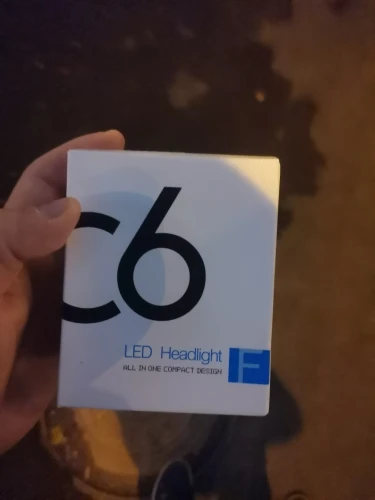 C6
LED Headlight
ALL IN ONE COMPACT DESIGN
F